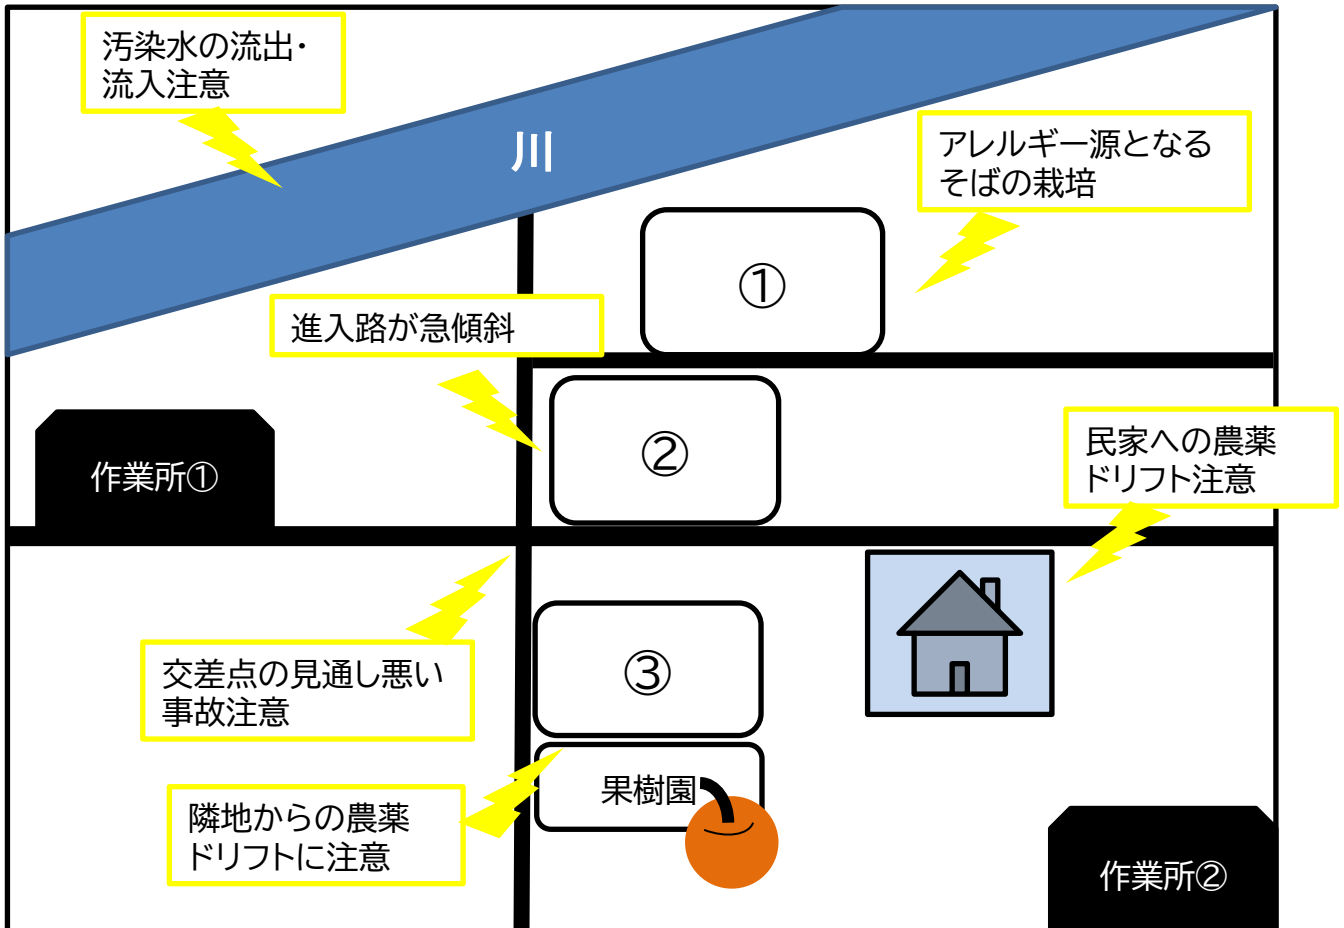 汚染水の流出・
流入注意
川
アレルギー源となる
そばの栽培
①
進入路が急傾斜
②
民家への農薬
ドリフト注意
作業所①
交差点の見通し悪い
事故注意
③
果樹園
隣地からの農薬
ドリフトに注意
作業所②